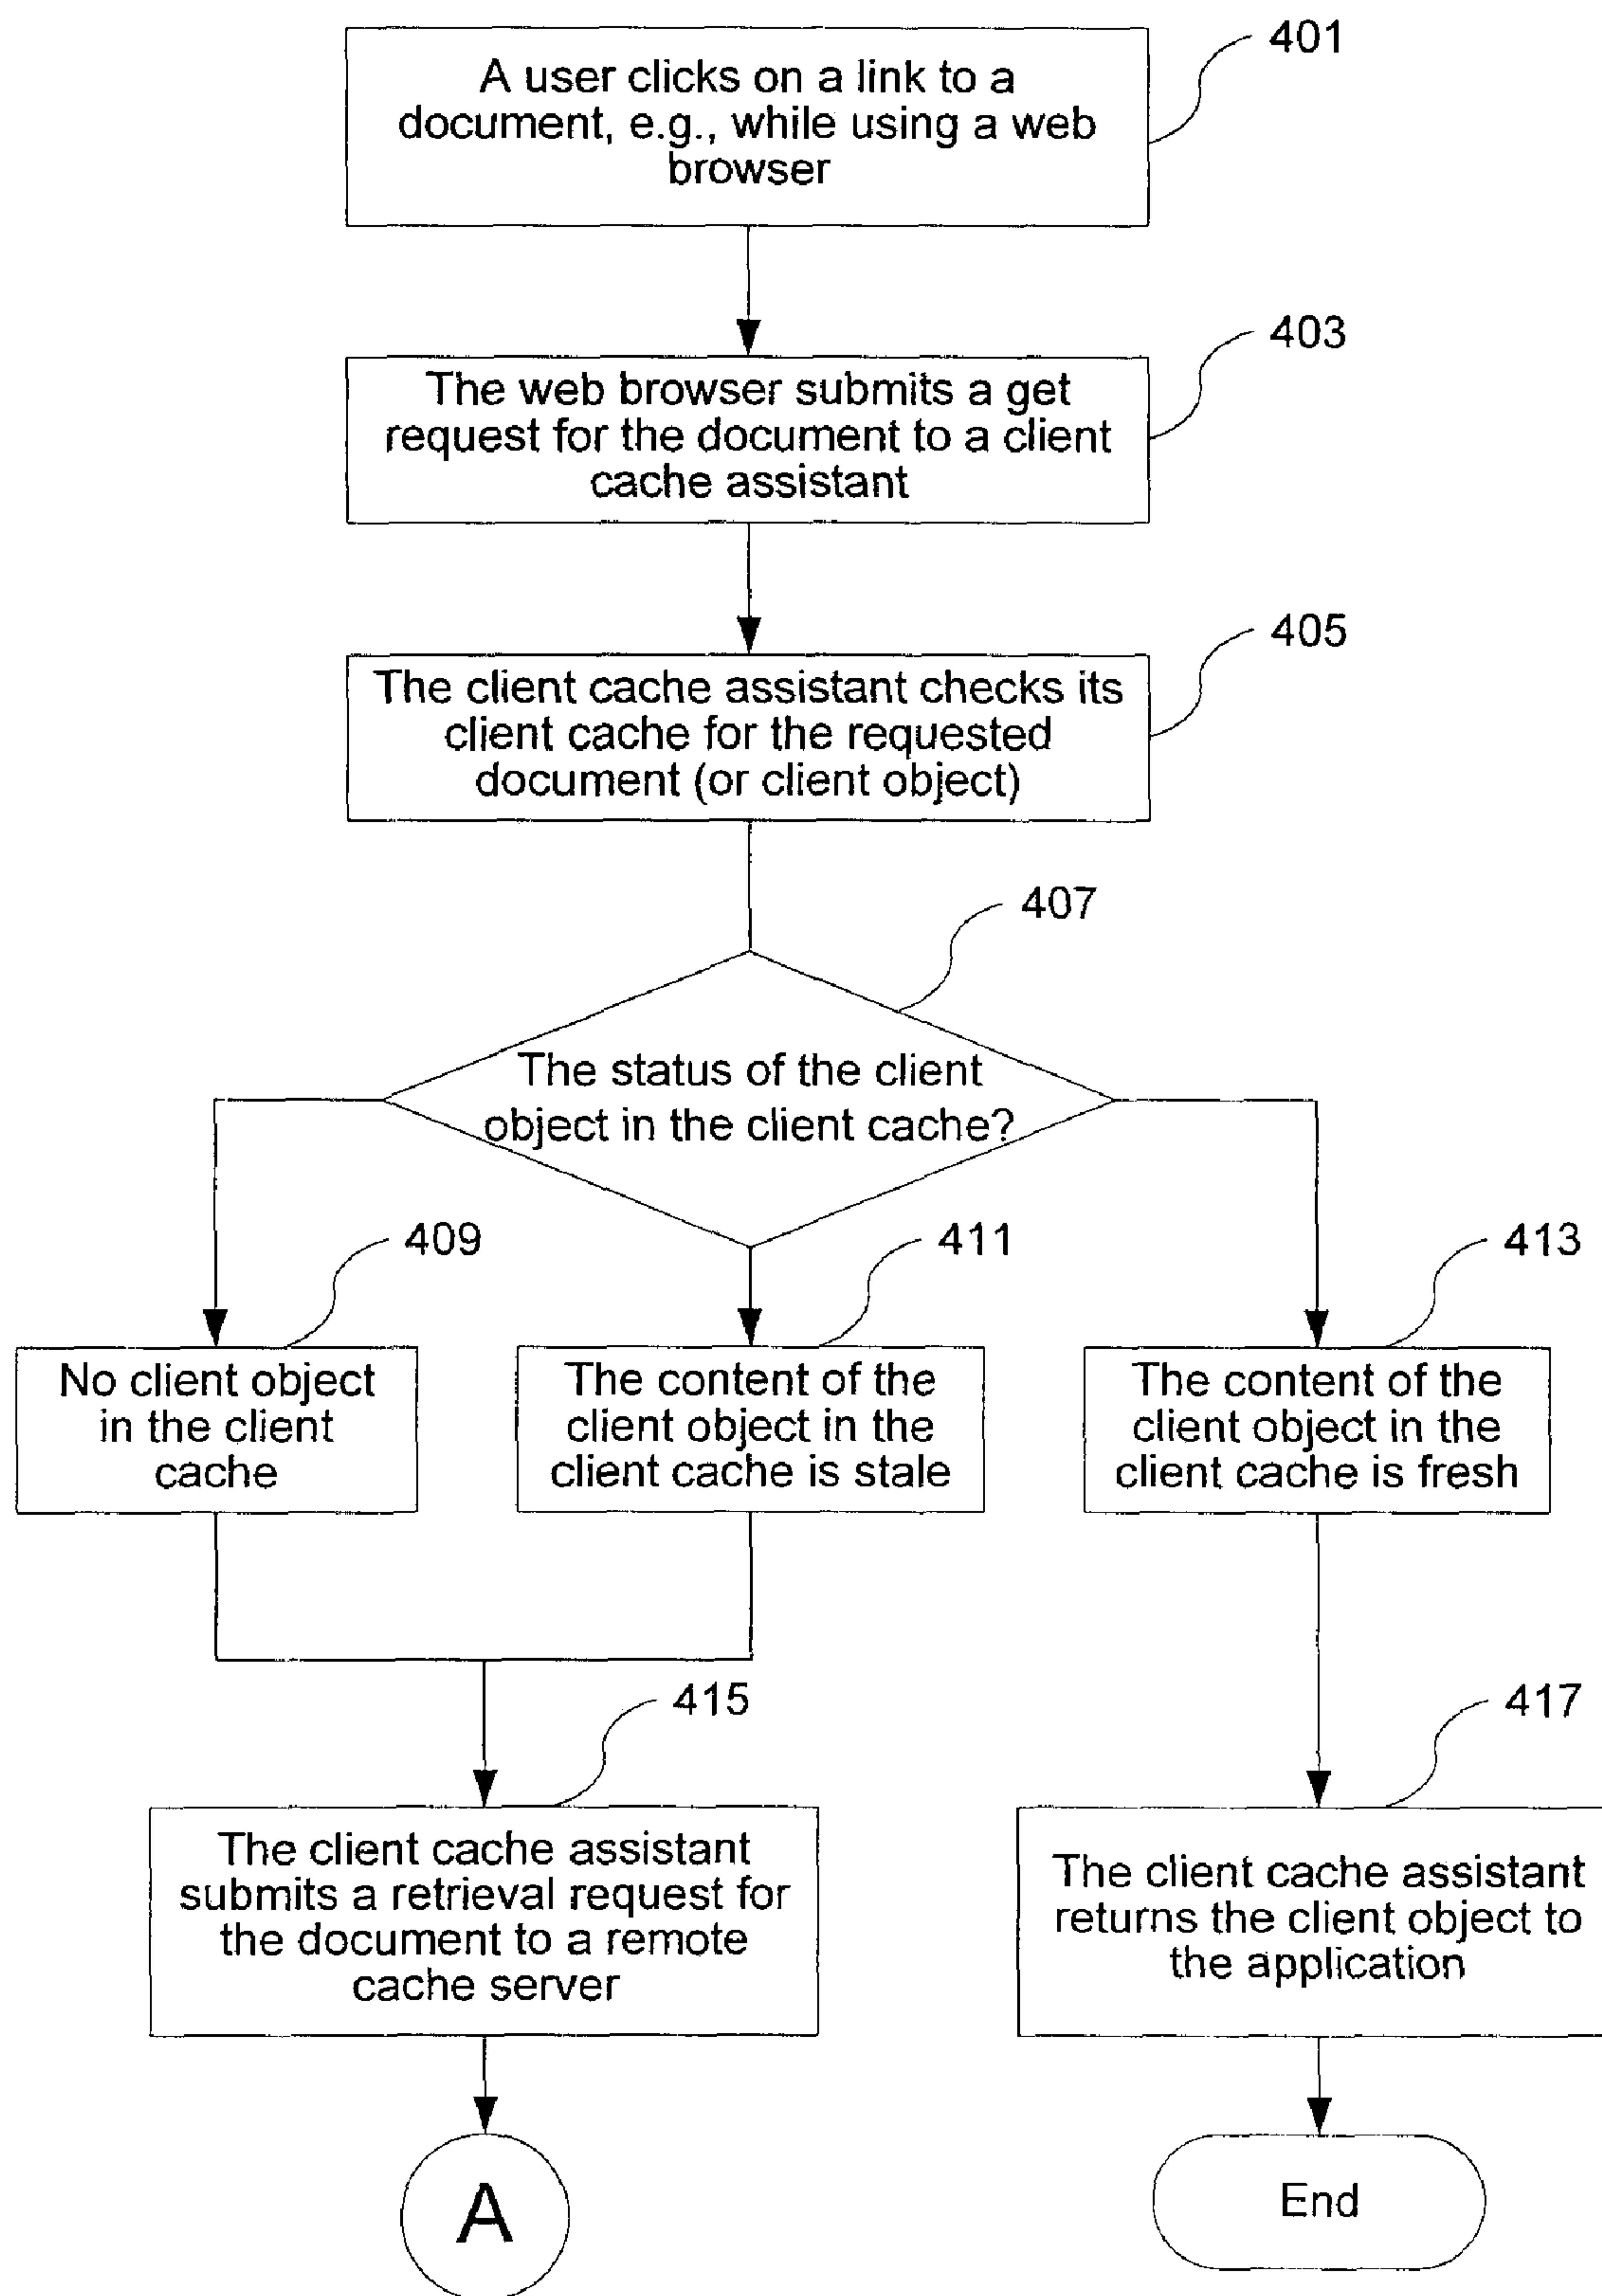 401
A user clicks on a link to a
document, e.g., while using a web
browser
403
The web browser submits a get
request for the document to a client
cache assistant
405
The client cache assistant checks its
client cache for the requested
document (or client object)
407
The status of the client
object in the client cache?
409
No client object
in the client
cache
411
The content of the
client object in the
client cache is stale
413
The content of the
client object in the
client cache is fresh
415
The client cache assistant
submits a retrieval request for
the document to a remote
cache server
417
The client cache assistant
returns the client object to
the application
A
End